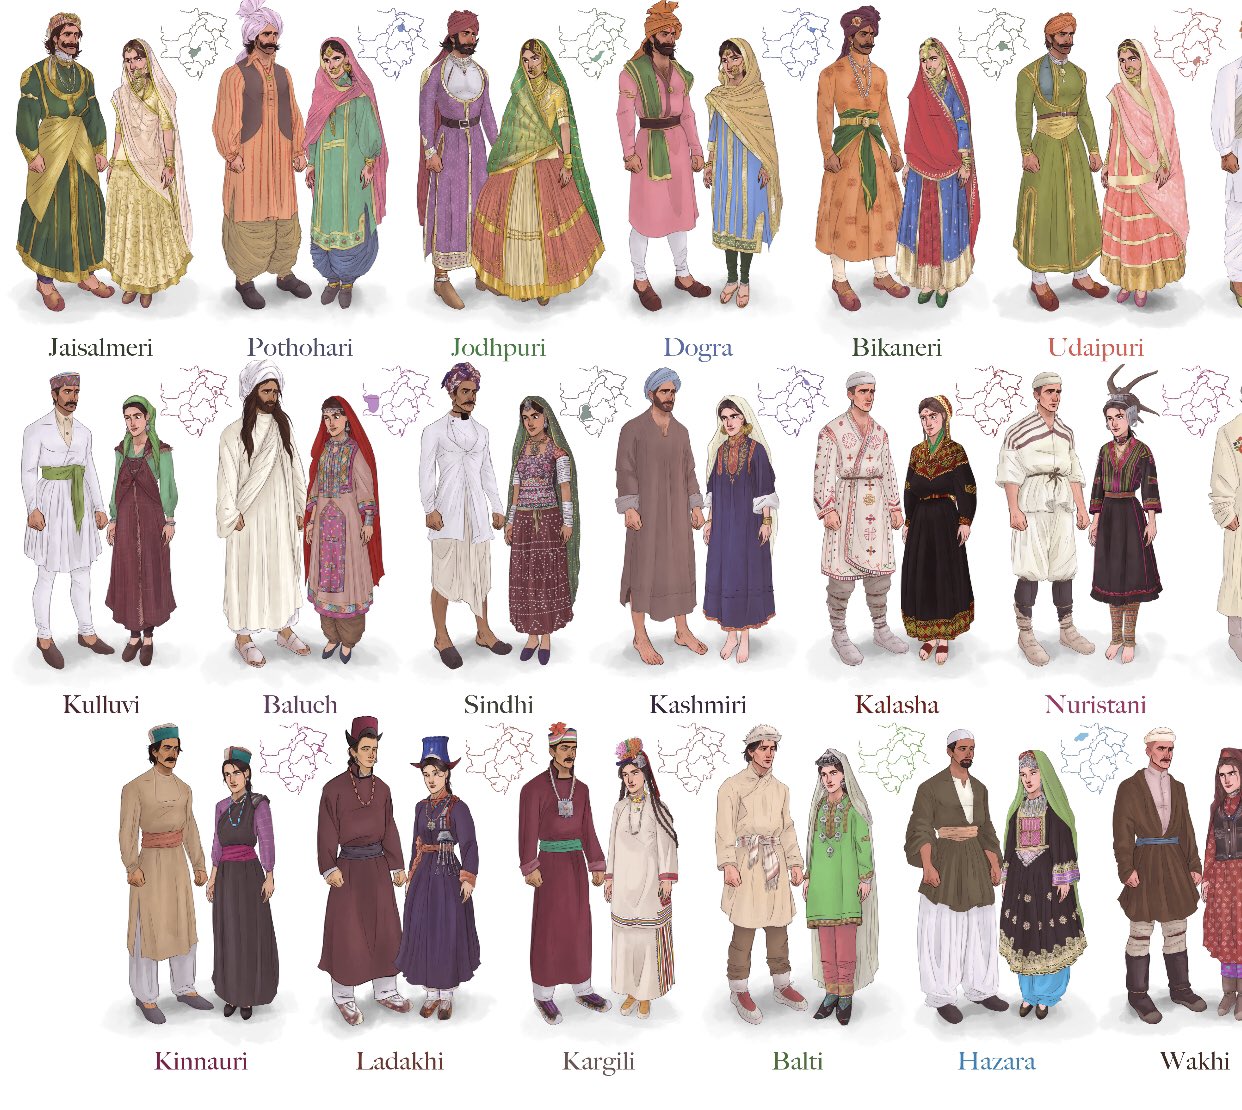 Jaisalmeri Pothohari Jodhpuri Dogra Bikaneri Udaipuri
Kulluvi Baluch Sindhi Kashmiri Kalasha Nuristani
Kinnauri Ladakhi Kargili Balti Hazara Wakhi